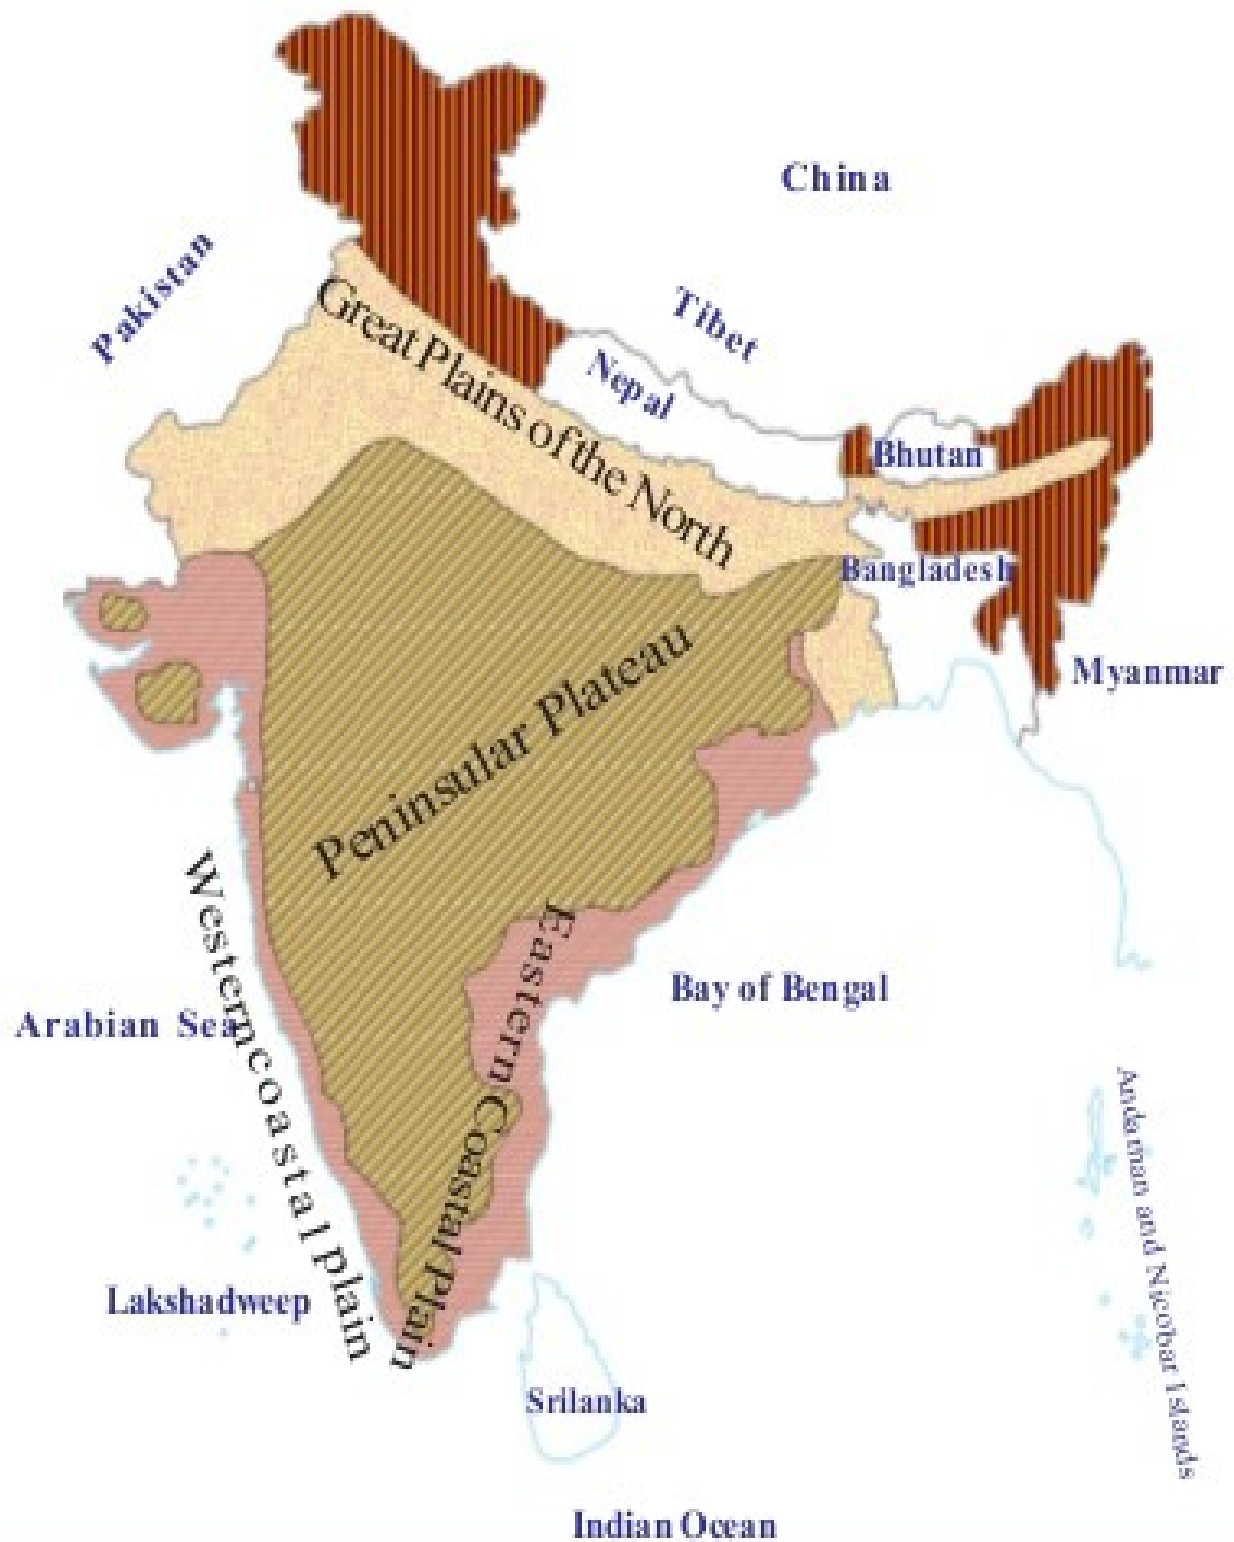 China
Pakistan
Tibet
Great Plains of the North
Nepal
Bhutan
Bangladesh
Myanmar
Peninsular Plateau
Western coastal plain
Eastern Coastal Plain
Bay of Bengal
Arabian Sea
Andaman and Nicobar Islands
Lakshadweep
Srilanka
Indian Ocean